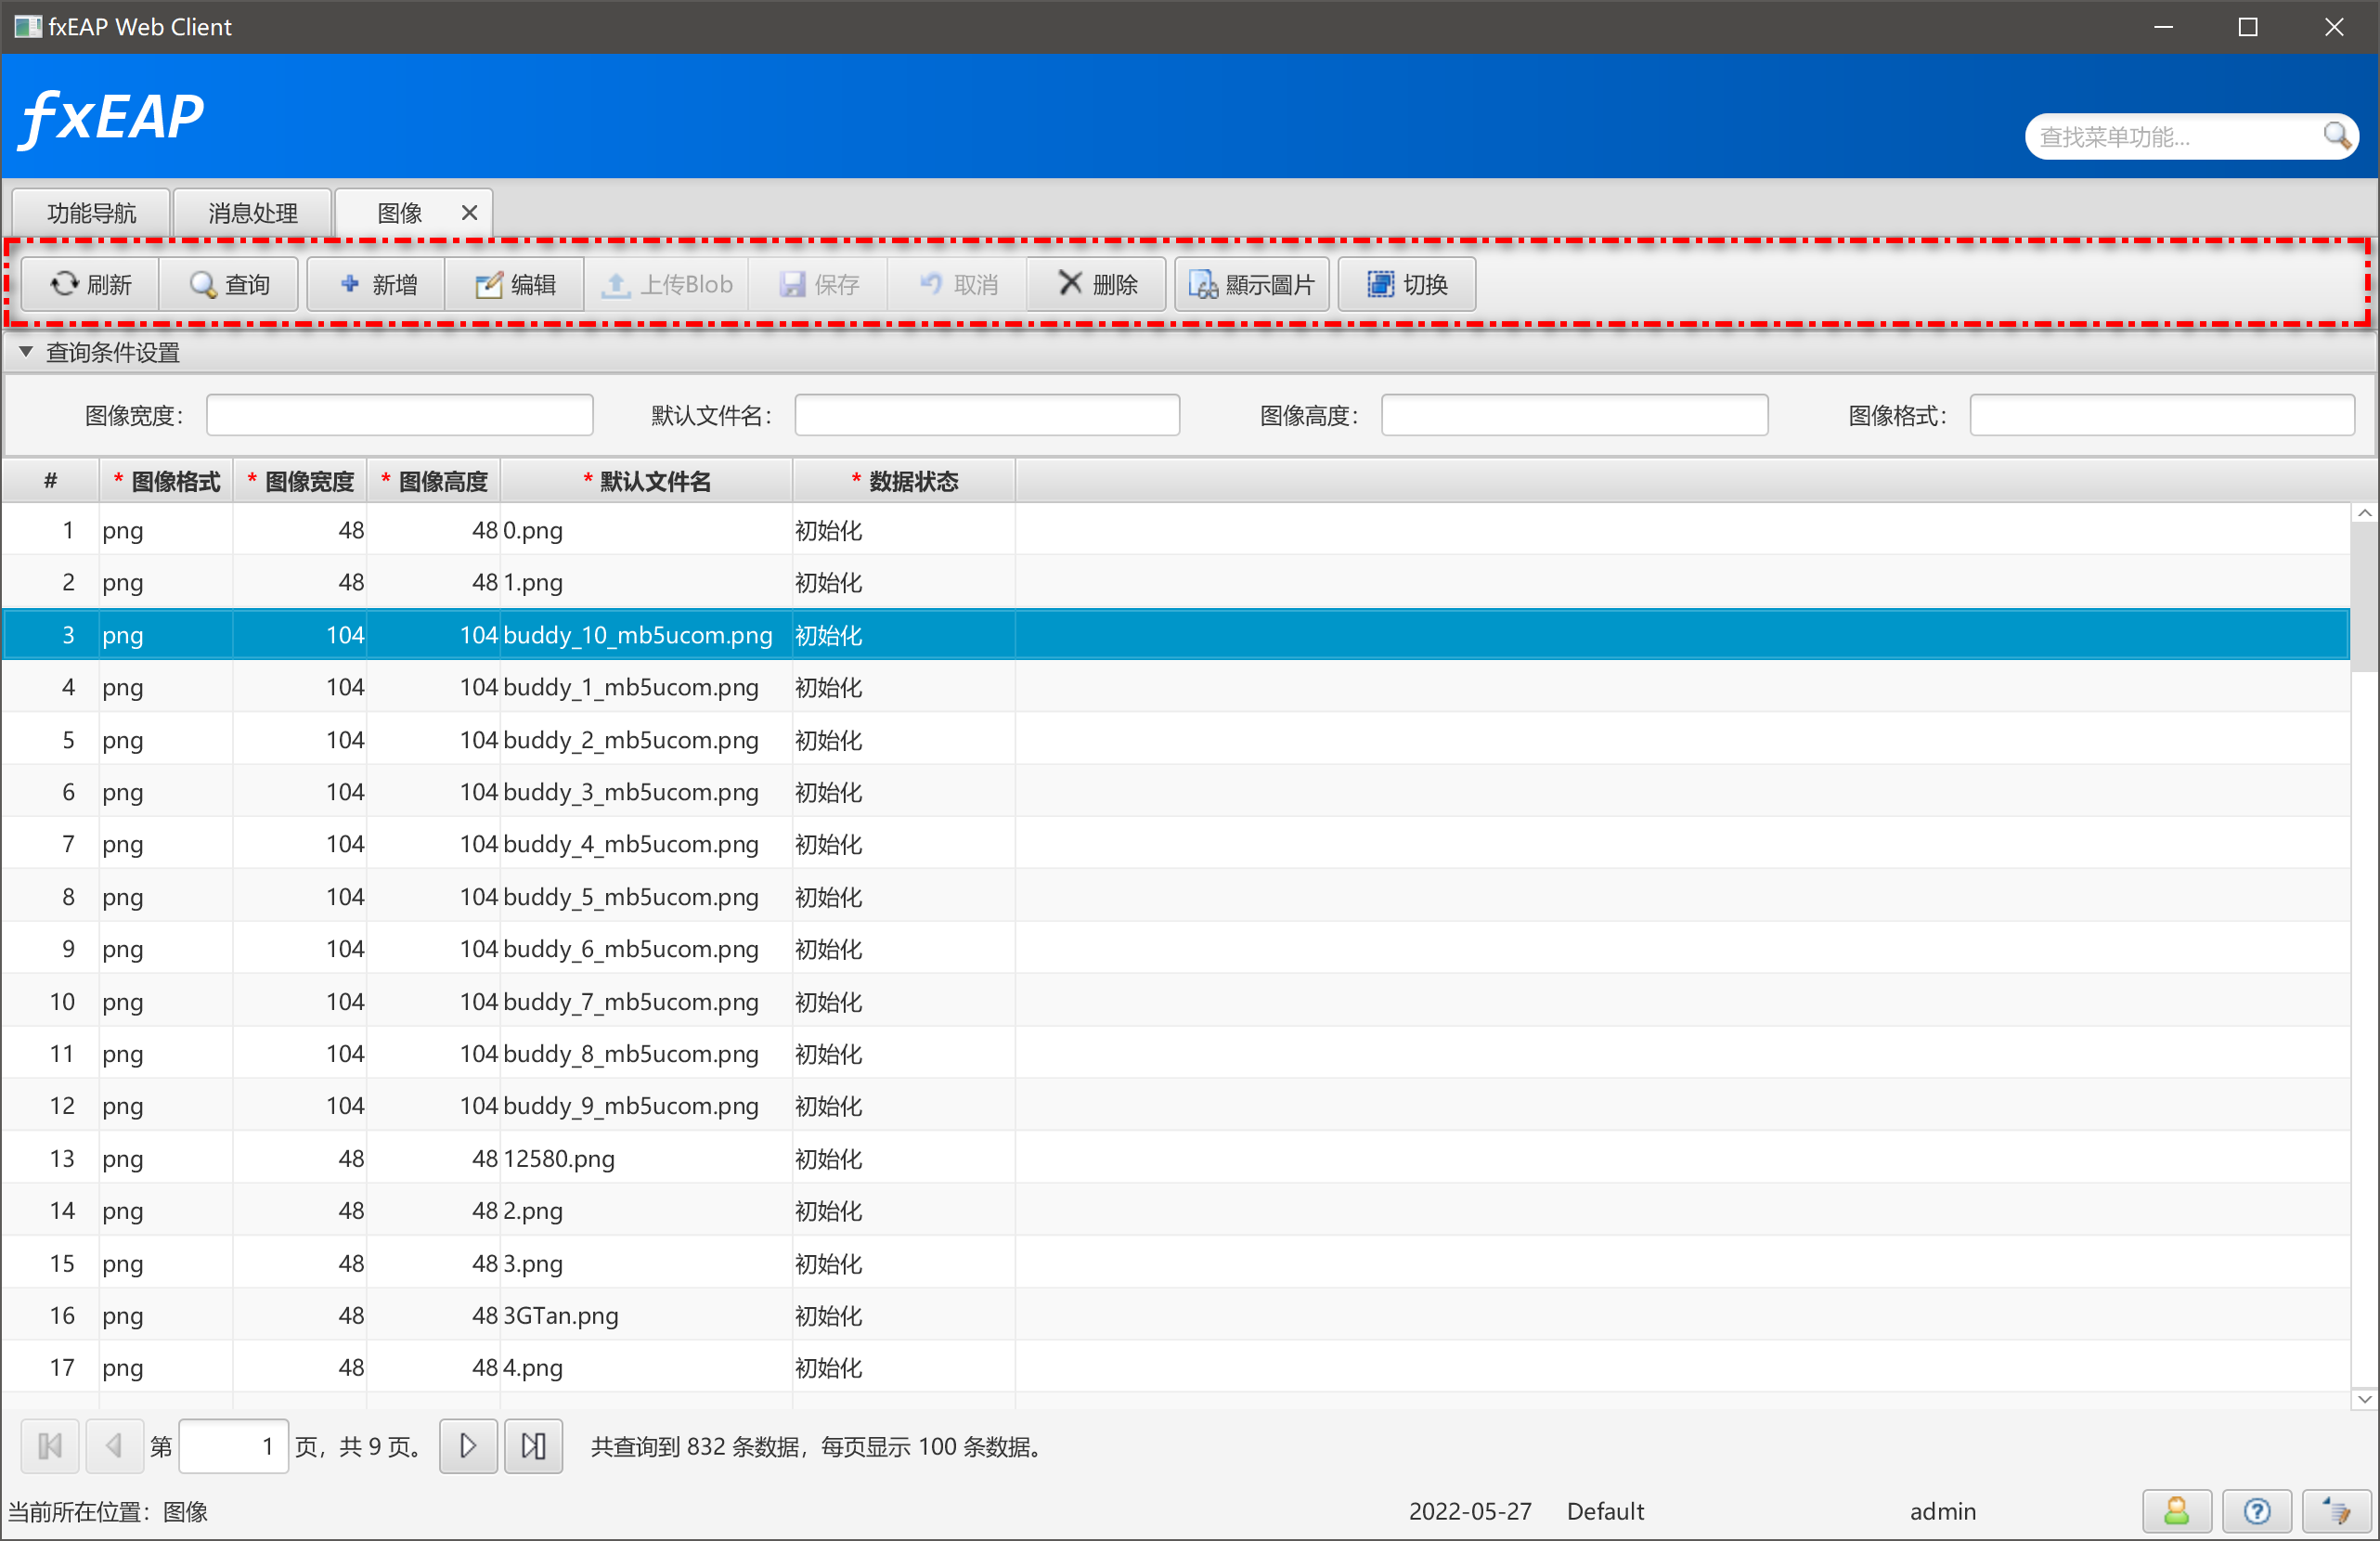 fxEAP Web Client
fxEAP
查找菜单功能...
功能导航 消息处理 图像
刷新 查询 新增 编辑 上传Blob 保存 取消 删除 顯示圖片 切换
查询条件设置
图像宽度： 默认文件名： 图像高度： 图像格式：
# * 图像格式 * 图像宽度 * 图像高度 * 默认文件名 * 数据状态
1 png 48 48 0.png 初始化
2 png 48 48 1.png 初始化
3 png 104 104 buddy_10_mb5ucom.png 初始化
4 png 104 104 buddy_1_mb5ucom.png 初始化
5 png 104 104 buddy_2_mb5ucom.png 初始化
6 png 104 104 buddy_3_mb5ucom.png 初始化
7 png 104 104 buddy_4_mb5ucom.png 初始化
8 png 104 104 buddy_5_mb5ucom.png 初始化
9 png 104 104 buddy_6_mb5ucom.png 初始化
10 png 104 104 buddy_7_mb5ucom.png 初始化
11 png 104 104 buddy_8_mb5ucom.png 初始化
12 png 104 104 buddy_9_mb5ucom.png 初始化
13 png 48 48 12580.png 初始化
14 png 48 48 2.png 初始化
15 png 48 48 3.png 初始化
16 png 48 48 3GTan.png 初始化
17 png 48 48 4.png 初始化
第 1 页，共 9 页。 共查询到 832 条数据，每页显示 100 条数据。
当前所在位置：图像 2022-05-27 Default admin